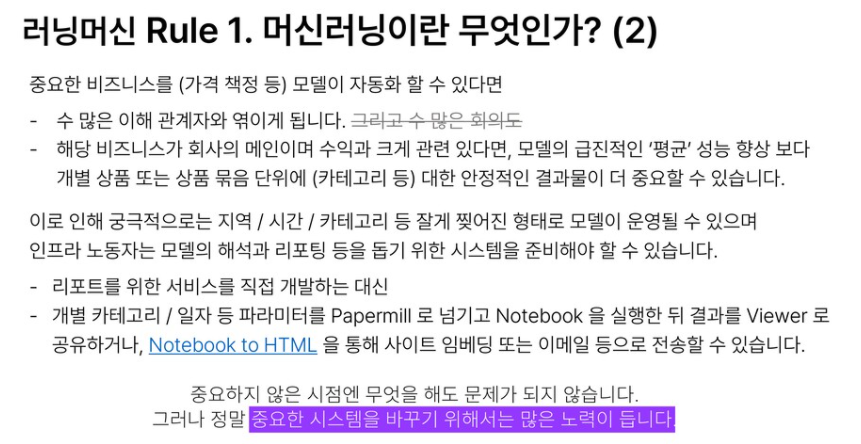 러닝머신 Rule 1. 머신러닝이란 무엇인가? (2)
중요한 비즈니스를 (가격 책정 등) 모델이 자동화 할 수 있다면
- 수 많은 이해 관계자와 엮이게 됩니다. 그리고 수 많은 회의도
- 해당 비즈니스가 회사의 메인이며 수익과 크게 관련 있다면, 모델의 급진적인 ‘평균’ 성능 향상 보다
개별 상품 또는 상품 묶음 단위에 (카테고리 등) 대한 안정적인 결과물이 더 중요할 수 있습니다.
이로 인해 궁극적으로는 지역 / 시간 / 카테고리 등 잘게 찢어진 형태로 모델이 운영될 수 있으며
인프라 노동자는 모델의 해석과 리포팅 등을 돕기 위한 시스템을 준비해야 할 수 있습니다.
- 리포트를 위한 서비스를 직접 개발하는 대신
- 개별 카테고리 / 일자 등 파라미터를 Papermill 로 넘기고 Notebook 을 실행한 뒤 결과를 Viewer 로
공유하거나, Notebook to HTML 을 통해 사이트 임베딩 또는 이메일 등으로 전송할 수 있습니다.
중요하지 않은 시점엔 무엇을 해도 문제가 되지 않습니다.
그러나 정말 중요한 시스템을 바꾸기 위해서는 많은 노력이 듭니다.